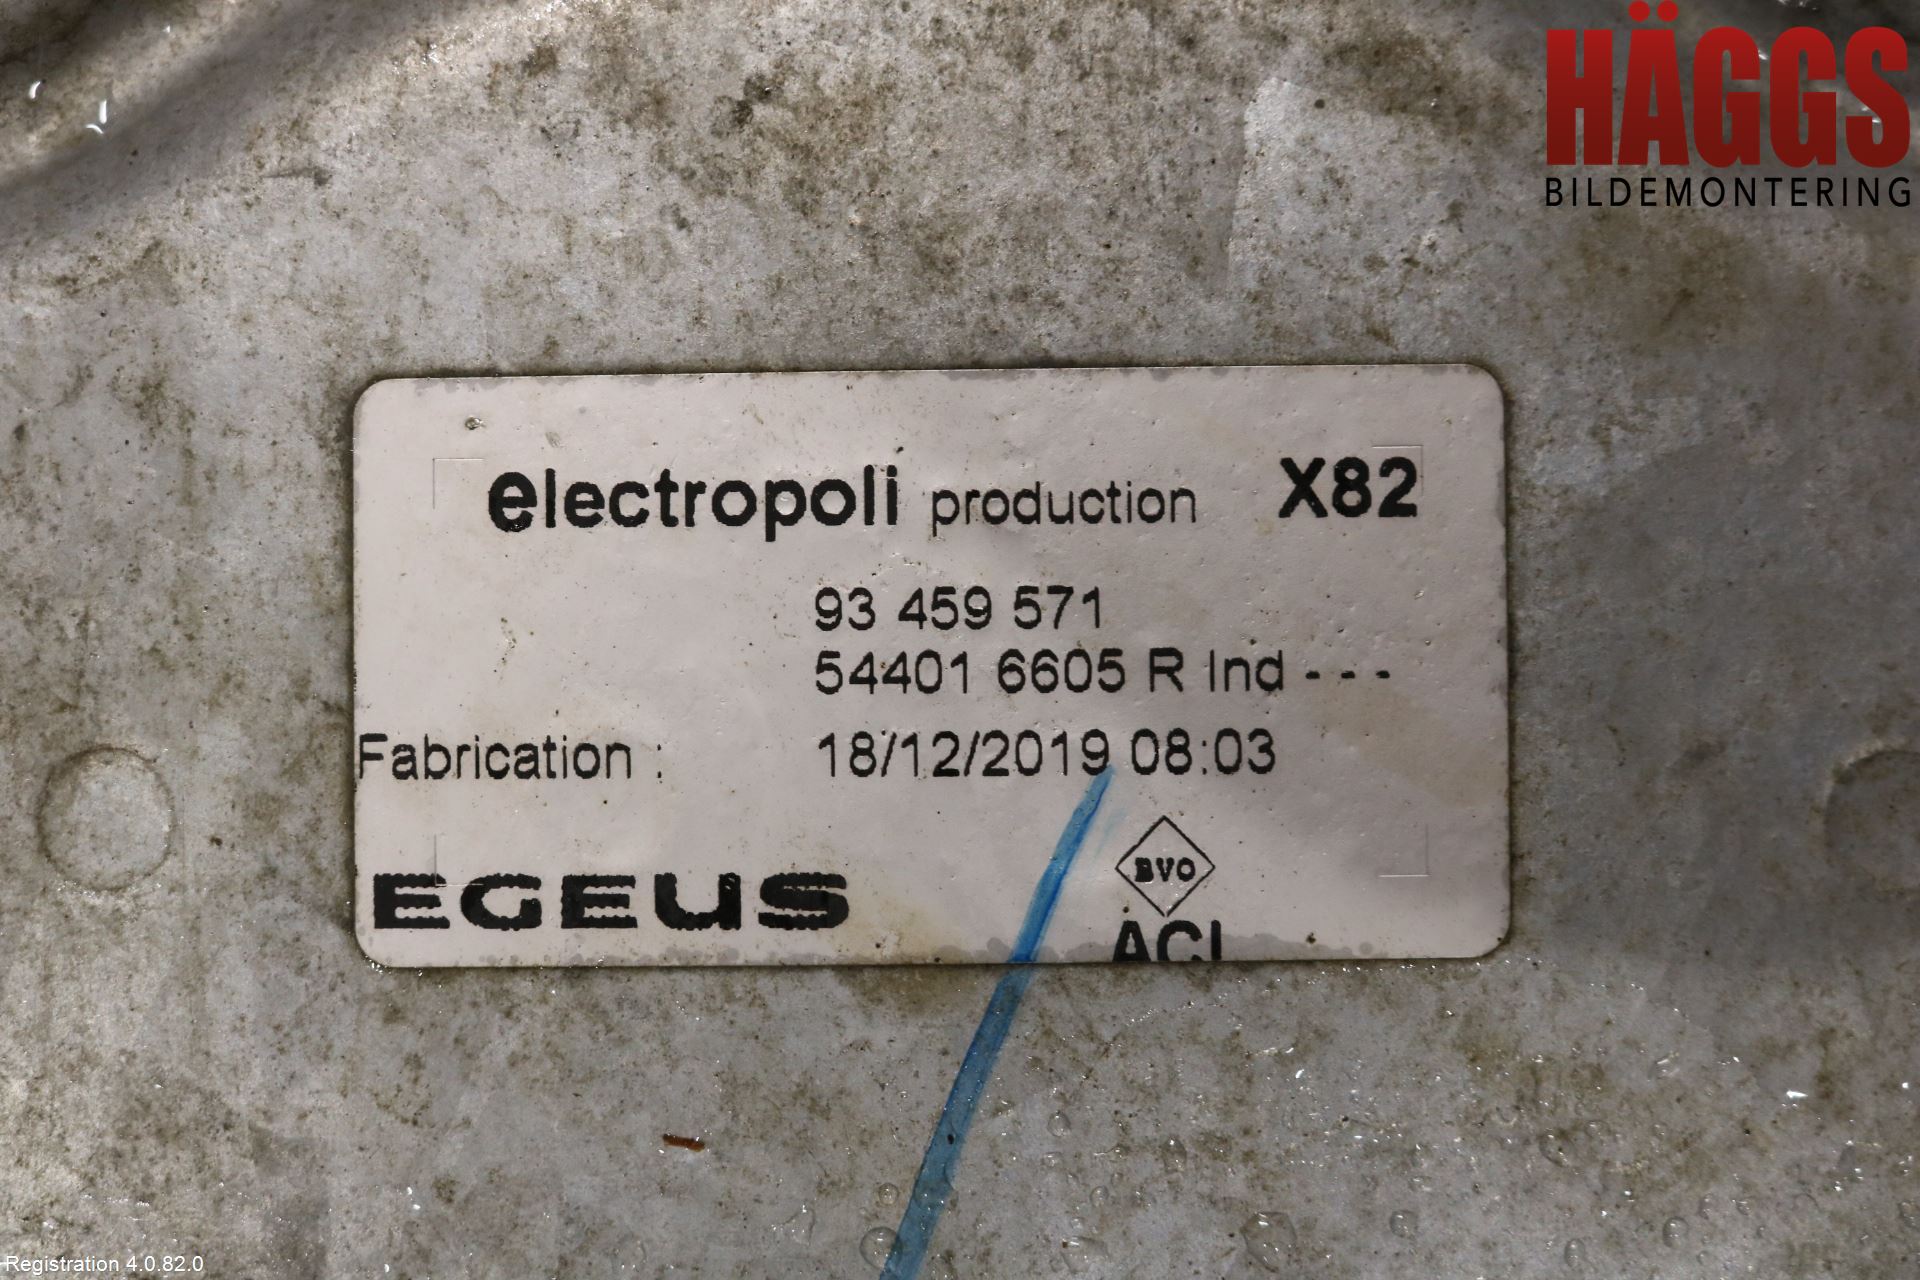 HÄGGS
BILDEMONTERING
electropoli production X82
93 459 571
54401 6605 R Ind - - -
Fabrication : 18/12/2019 08:03
BVO
EGEUS
ACI
Registration 4.0.82.0